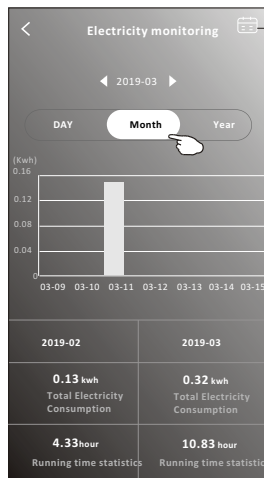 Electricity monitoring
2019-03
DAY Month Year
(Kwh)
0.16
0.12
0.08
0.04
0
03-09 03-10 03-11 03-12 03-13 03-14 03-15
2019-02 2019-03
0.13 kwh 0.32 kwh
Total Electricity Total Electricity
Consumption Consumption
4.33hour 10.83 hour
Running time statistics Running time statistic